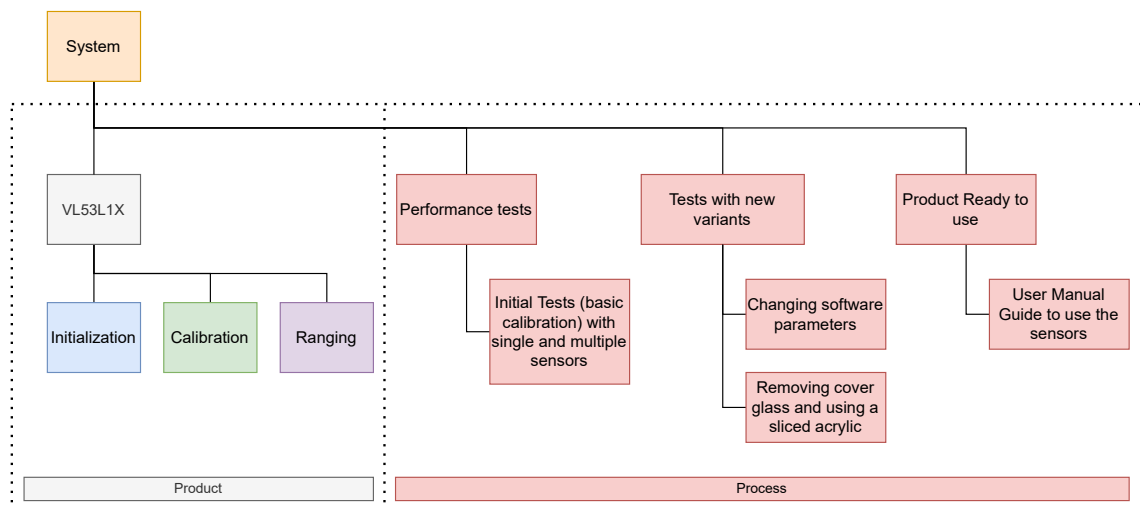 System
VL53L1X
Performance tests
Tests with new
variants
Product Ready to
use
Initialization
Calibration
Ranging
Initial Tests (basic
calibration) with
single and multiple
sensors
Changing software
parameters
User Manual
Guide to use the
sensors
Removing cover
glass and using a
sliced acrylic
Product
Process